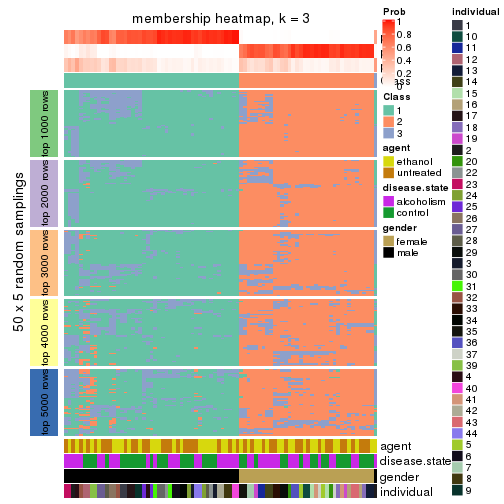 membership heatmap, k = 3
50 x 5 random samplings
top 1000 rows
top 2000 rows
top 3000 rows
top 4000 rows
top 5000 rows
agent
disease.state
gender
individual
Prob
1
0.8
0.6
0.4
0.2
0
Class
1
2
3
agent
ethanol
untreated
disease.state
alcoholism
control
gender
female
male
individual
1
10
11
12
13
14
15
16
17
18
19
2
20
22
23
24
25
26
27
28
29
3
30
31
32
33
34
35
36
37
39
4
40
41
42
43
44
5
6
7
8
9